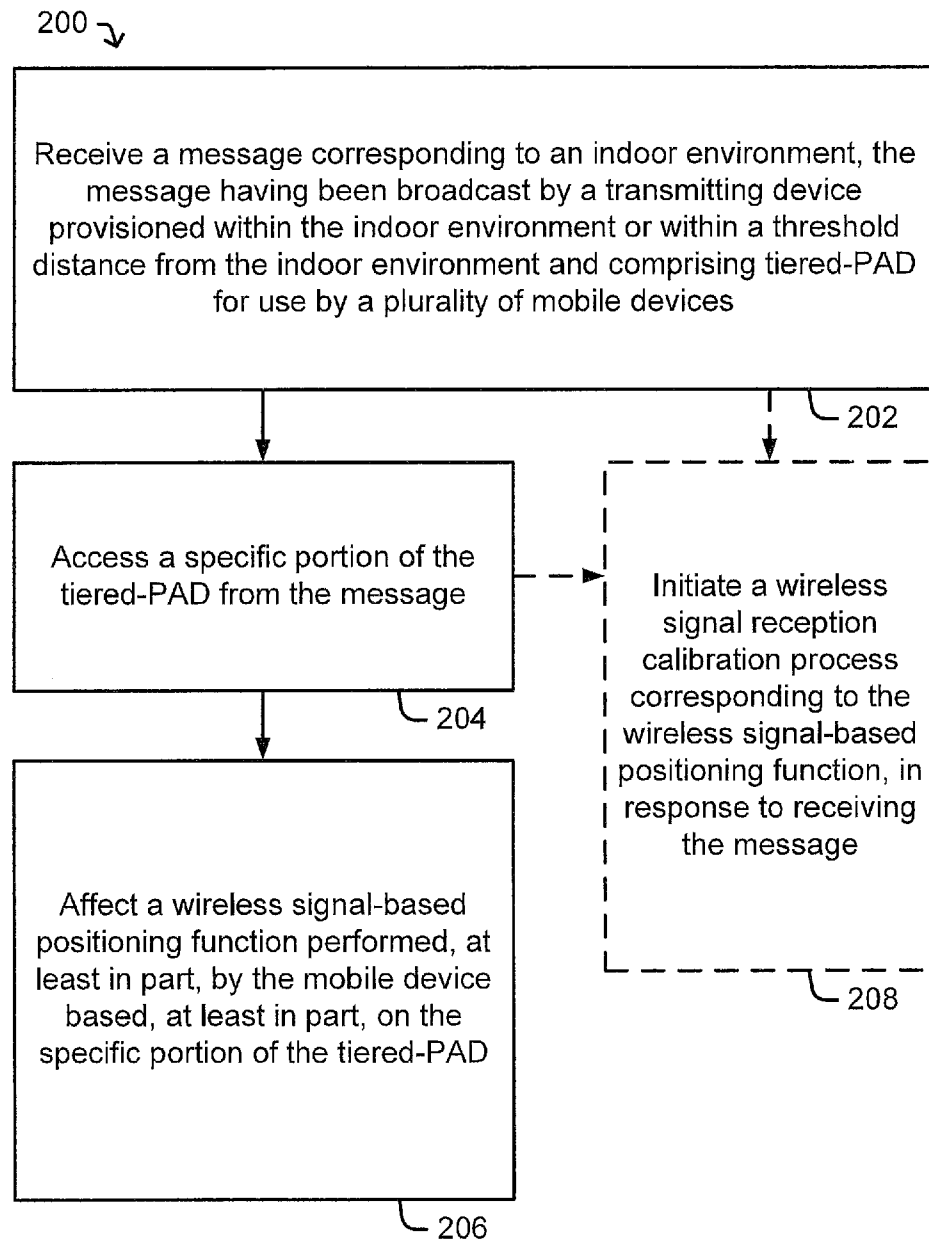 200
Receive a message corresponding to an indoor environment, the
message having been broadcast by a transmitting device
provisioned within the indoor environment or within a threshold
distance from the indoor environment and comprising tiered-PAD
for use by a plurality of mobile devices
202
Access a specific portion of the
tiered-PAD from the message
204
Initiate a wireless
signal reception
calibration process
corresponding to the
wireless signal-based
positioning function, in
response to receiving
the message
208
Affect a wireless signal-based
positioning function performed, at
least in part, by the mobile device
based, at least in part, on the
specific portion of the tiered-PAD
206